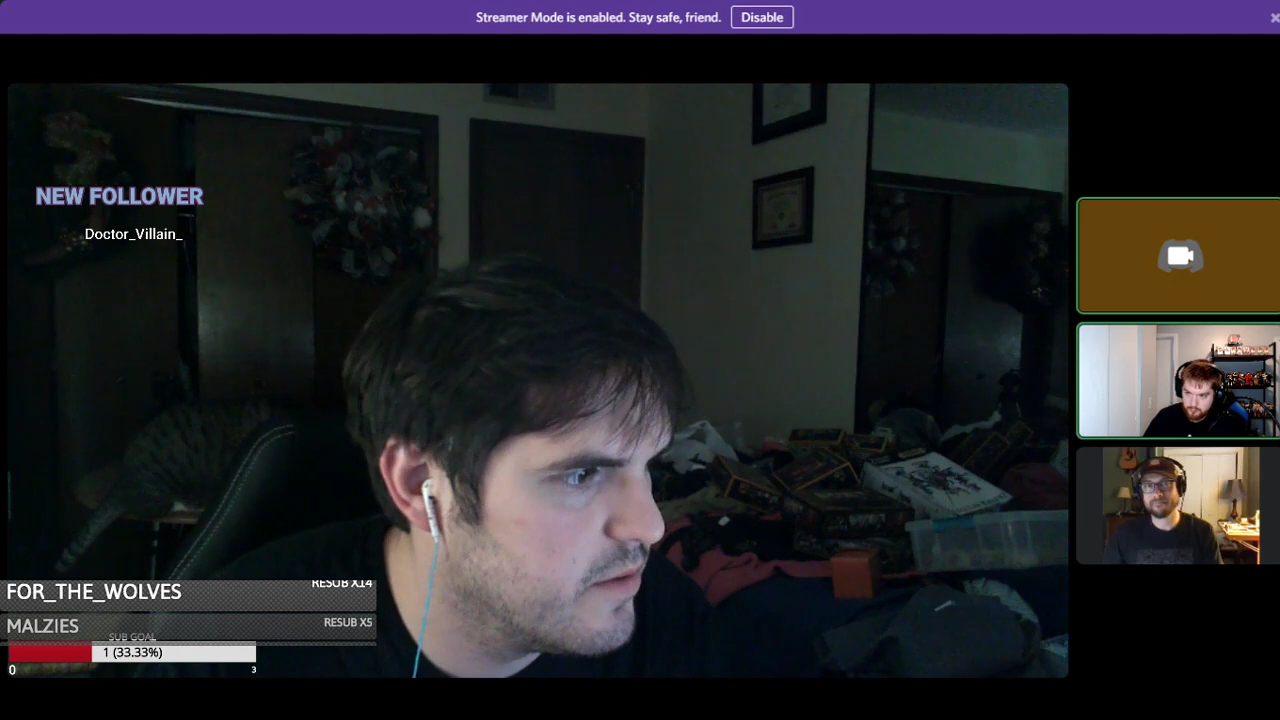 Streamer Mode is enabled. Stay safe, friend. Disable
NEW FOLLOWER
Doctor_Villain_
FOR_THE_WOLVES RESUB X14
MALZIES RESUB X5
SUB GOAL
1 (33.33%)
0 3